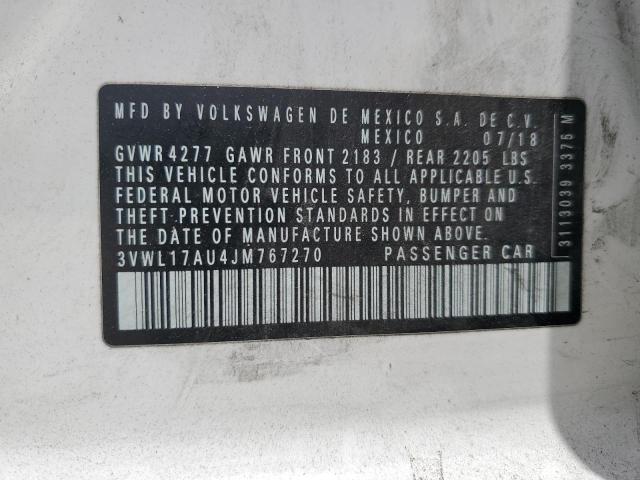 MFD BY VOLKSWAGEN DE MEXICO S.A. DE C.V.
MEXICO 07/18
GVWR 4277 GAWR FRONT 2183 / REAR 2205 LBS
THIS VEHICLE CONFORMS TO ALL APPLICABLE U.S.
FEDERAL MOTOR VEHICLE SAFETY, BUMPER AND
THEFT PREVENTION STANDARDS IN EFFECT ON
THE DATE OF MANUFACTURE SHOWN ABOVE.
3VWL17AU4JM767270 PASSENGER CAR
3113039 3376 M